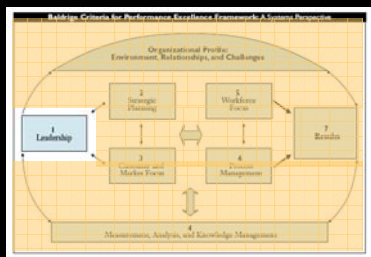 Baldrige Criteria for Performance Excellence Framework: A Systems Perspective
Organizational Profile:
Environment, Relationships, and Challenges
2
Strategic
Planning
5
Workforce
Focus
1
Leadership
7
Results
3
Customer and
Market Focus
6
Process
Management
4
Measurement, Analysis, and Knowledge Management